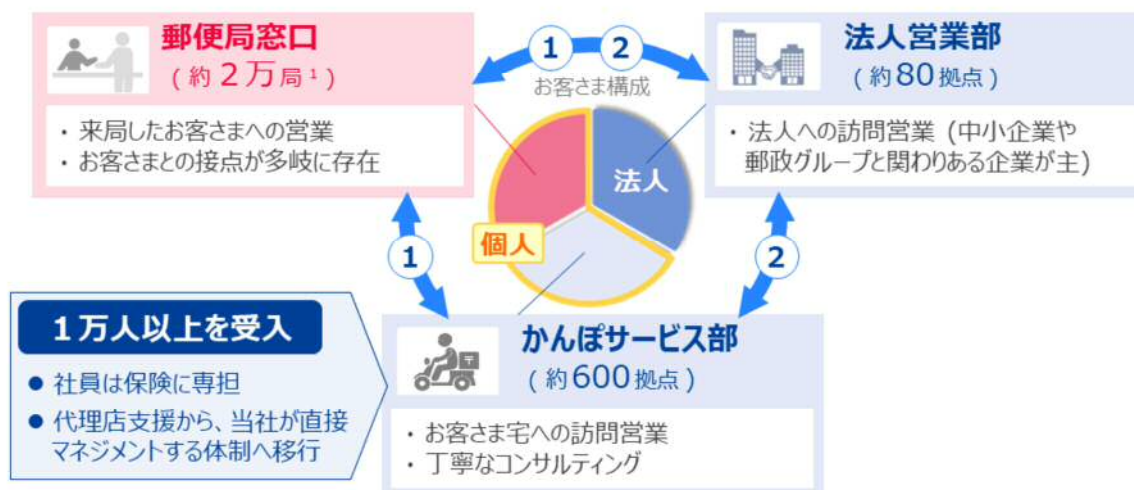 郵便局窓口
(約2万局¹)
・来局したお客さまへの営業
・お客さまとの接点が多岐に存在
1
2
お客さま構成
法人
個人
法人営業部
(約80拠点)
・法人への訪問営業 (中小企業や
郵政グループと関わりある企業が主)
1
2
1万人以上を受入
● 社員は保険に専担
● 代理店支援から、当社が直接
マネジメントする体制へ移行
〒
かんぽサービス部
(約600拠点)
・お客さま宅への訪問営業
・丁寧なコンサルティング